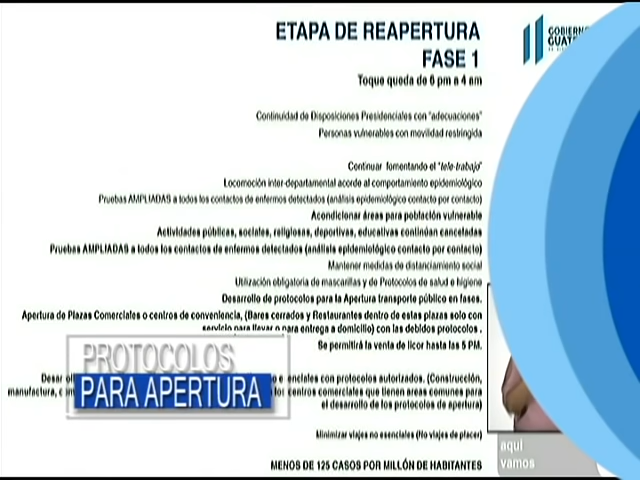 ETAPA DE REAPERTURA
FASE 1
Toque queda de 6 pm a 4 am
GOBIERNO
GUATE
Continuidad de Disposiciones Presidenciales con "adecuaciones"
Personas vulnerables con movilidad restringida
Continuar fomentando el "tele-trabajo"
Locomoción inter-departamental acorde al comportamiento epidemiológico
Pruebas AMPLIADAS a todos los contactos de enfermos detectados (análisis epidemiológico contacto por contacto)
Acondicionar áreas para población vulnerable
Actividades públicas, sociales, religiosas, deportivas, educativas continúan canceladas
Pruebas AMPLIADAS a todos los contactos de enfermos detectados (análisis epidemiológico contacto por contacto)
Mantener medidas de distanciamiento social
Utilización obligatoria de mascarillas y de Protocolos de salud e higiene
Desarrollo de protocolos para la Apertura transporte público en fases.
Apertura de Plazas Comerciales o centros de conveniencia, (Bares cerrados y Restaurantes dentro de estas plazas solo con
servicio para llevar o para entrega a domicilio) con las debidos protocolos .
Se permitirá la venta de licor hasta las 5 PM.
PROTOCOLOS
PARA APERTURA
con protocolos autorizados. (Construcción,
manufactura, centros comerciales que tienen areas comunes para
el desarrollo de los protocolos de apertura)
Minimizar viajes no esenciales (No viajes de placer)
MENOS DE 125 CASOS POR MILLÓN DE HABITANTES
aquí
vamos